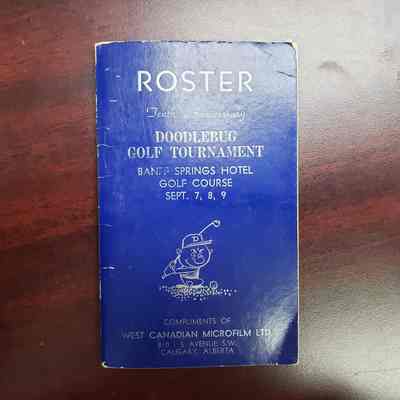 ROSTER
Tenth Anniversary
DOODLEBUG
GOLF TOURNAMENT
BANFF SPRINGS HOTEL
GOLF COURSE
SEPT. 7, 8, 9
D
COMPLIMENTS OF
WEST CANADIAN MICROFILM LTD.
AVENUE S.W.
CALGARY, ALBERTA